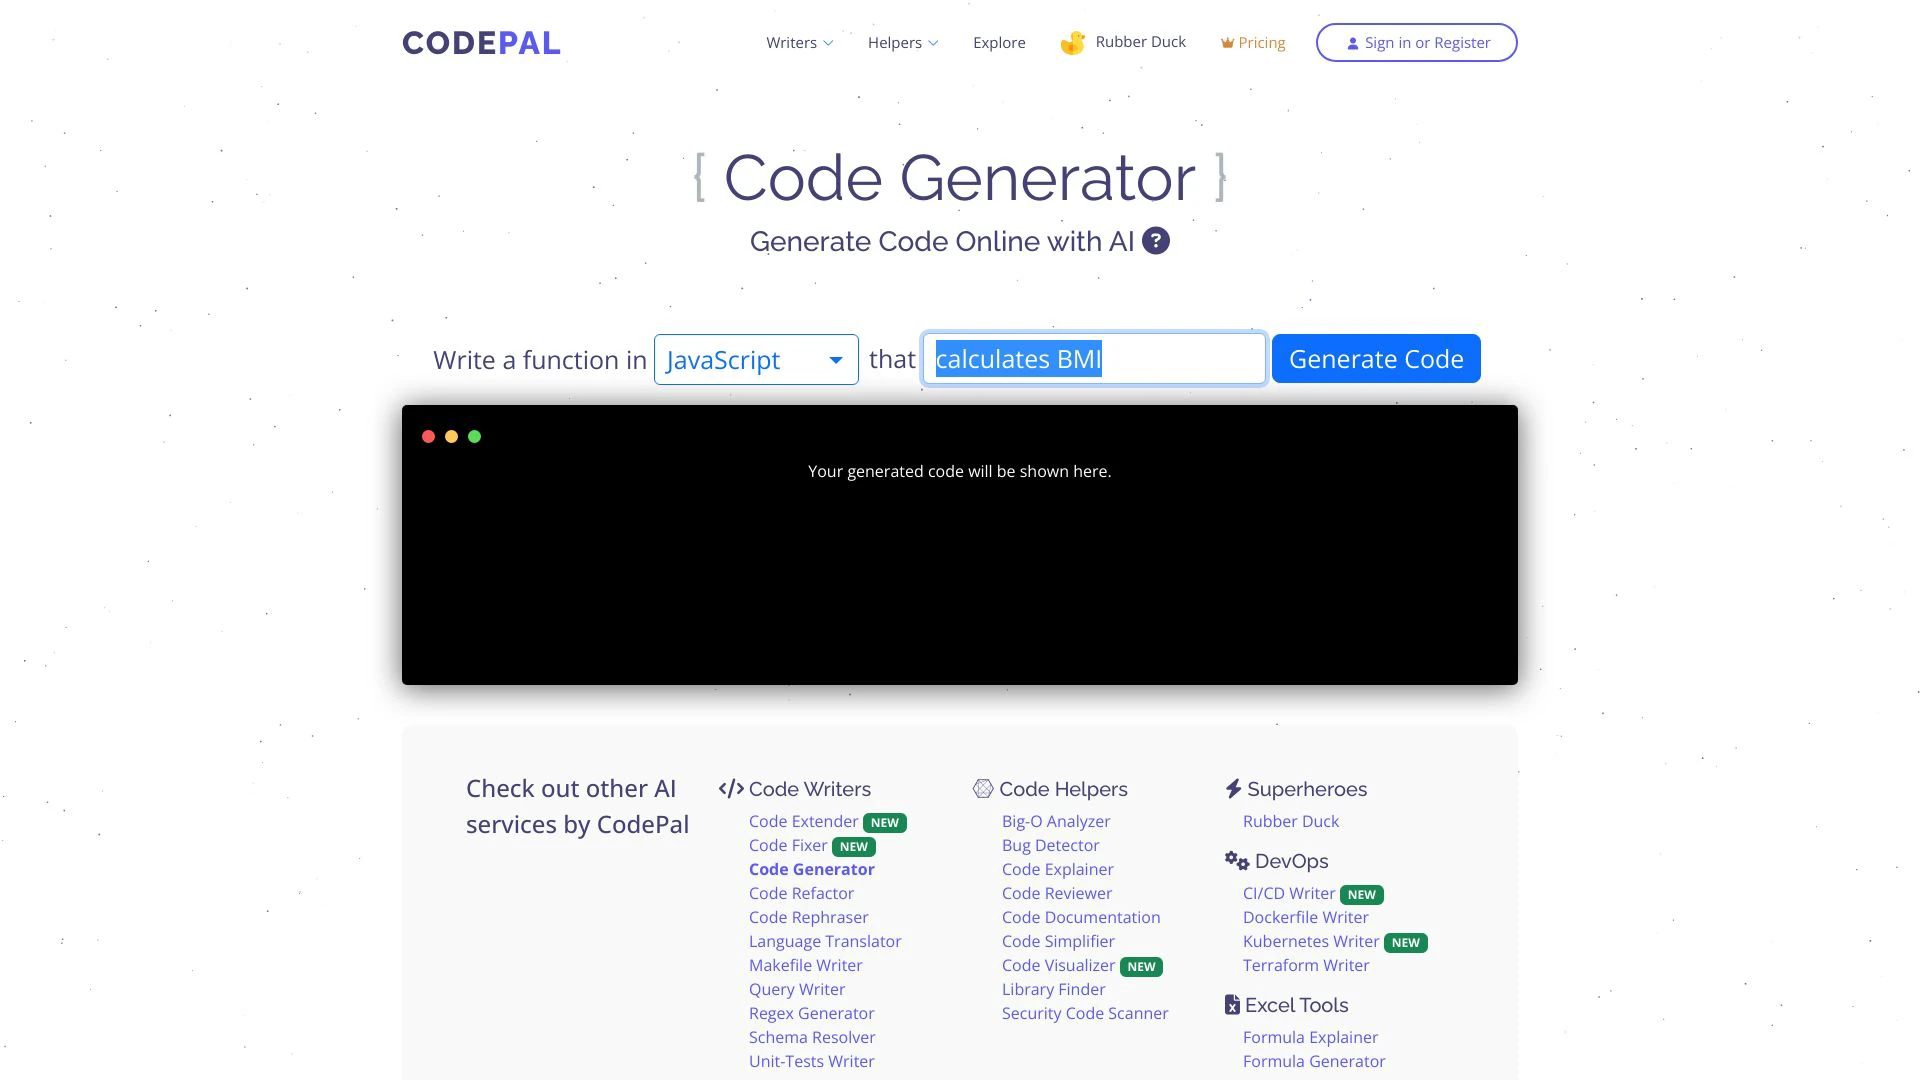 CODEPAL
Writers
Helpers
Explore
Rubber Duck
Pricing
Sign in or Register
{ Code Generator }
Generate Code Online with AI ?
Write a function in JavaScript that calculates BMI Generate Code
Your generated code will be shown here.
Check out other AI
services by CodePal
</> Code Writers
Code Extender NEW
Code Fixer NEW
Code Generator
Code Refactor
Code Rephraser
Language Translator
Makefile Writer
Query Writer
Regex Generator
Schema Resolver
Unit-Tests Writer
Code Helpers
Big-O Analyzer
Bug Detector
Code Explainer
Code Reviewer
Code Documentation
Code Simplifier
Code Visualizer NEW
Library Finder
Security Code Scanner
Superheroes
Rubber Duck
DevOps
CI/CD Writer NEW
Dockerfile Writer
Kubernetes Writer NEW
Terraform Writer
Excel Tools
Formula Explainer
Formula Generator